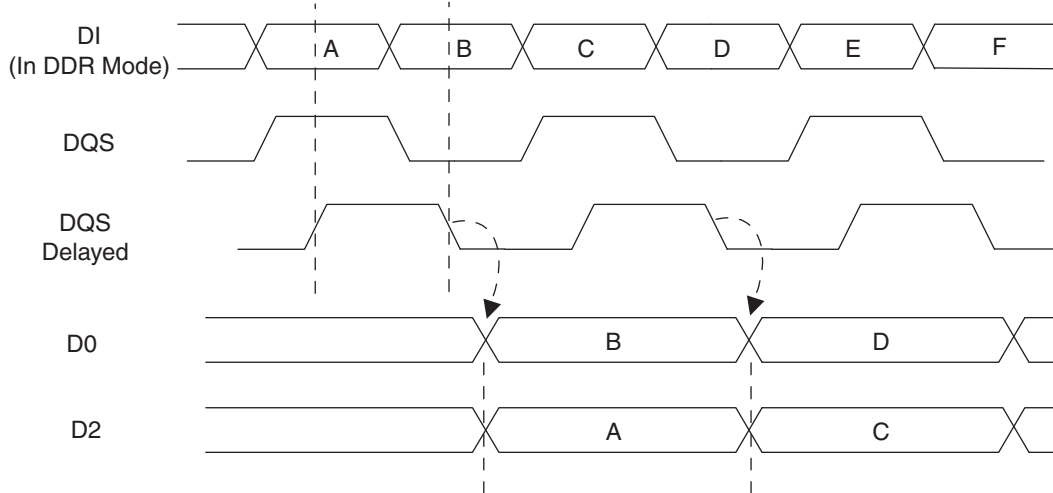 DI
(In DDR Mode)
A B C D E F
DQS
DQS
Delayed
D0
B D
D2
A C